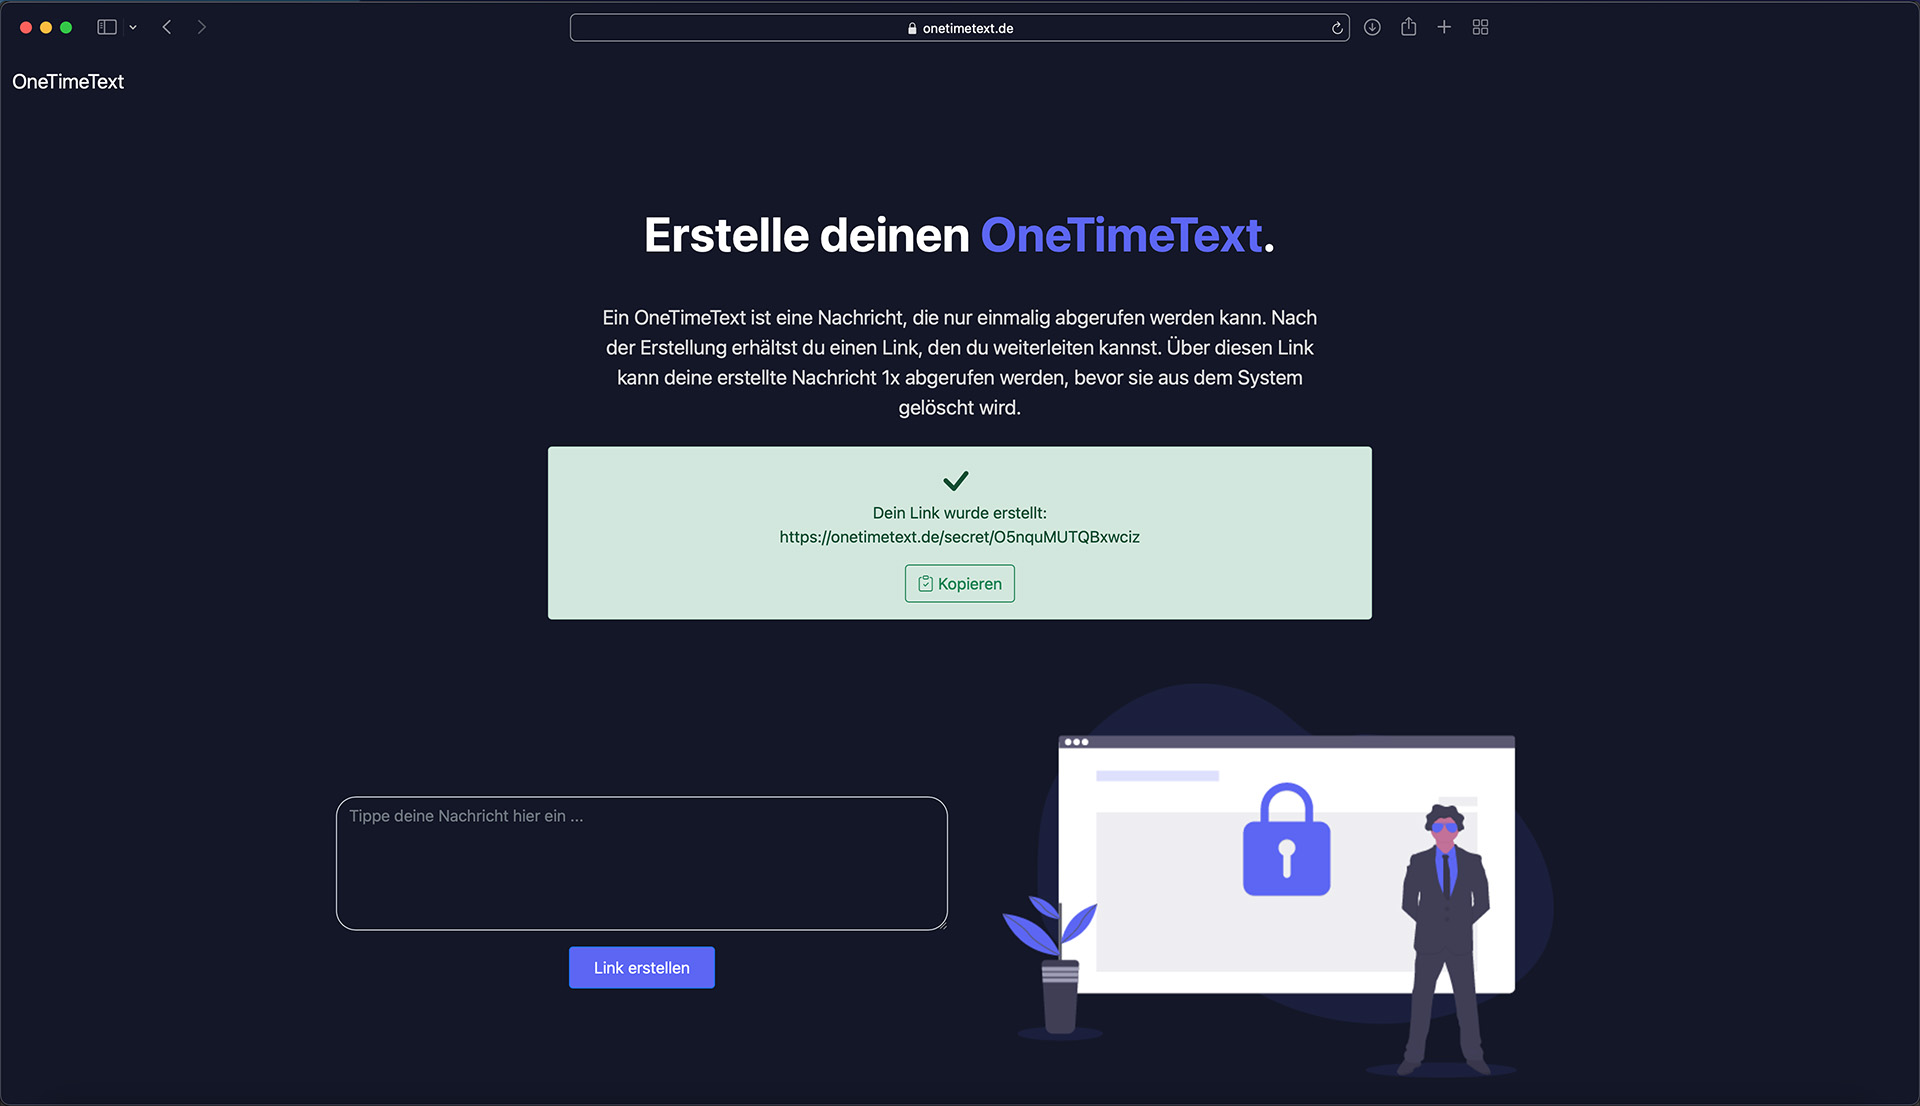 onetimetext.de
OneTimeText
Erstelle deinen OneTimeText.
Ein OneTimeText ist eine Nachricht, die nur einmalig abgerufen werden kann. Nach
der Erstellung erhältst du einen Link, den du weiterleiten kannst. Über diesen Link
kann deine erstellte Nachricht 1x abgerufen werden, bevor sie aus dem System
gelöscht wird.
Dein Link wurde erstellt:
https://onetimetext.de/secret/O5nquMUTQBxwciz
Kopieren
Tippe deine Nachricht hier ein ...
Link erstellen